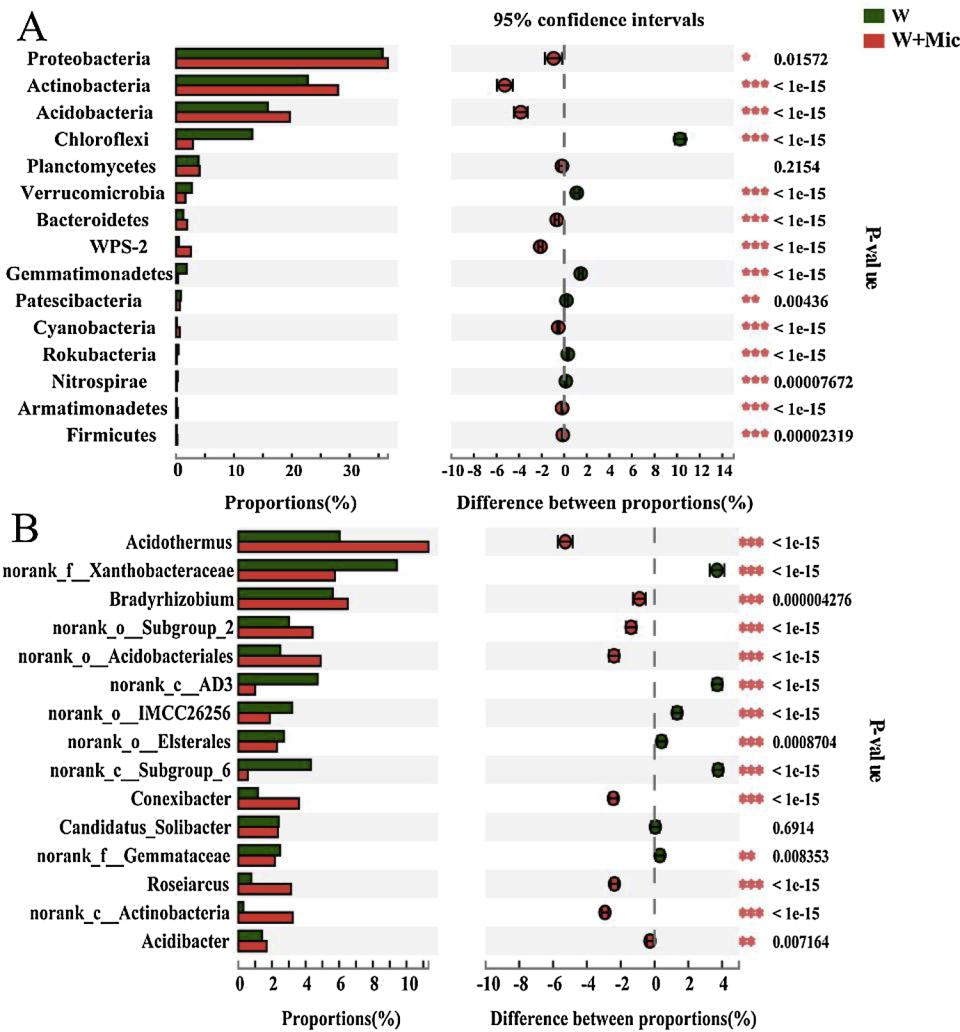 A
95% confidence intervals
W
W+Mic
Proteobacteria 0.01572
Actinobacteria < 1e-15
Acidobacteria < 1e-15
Chloroflexi < 1e-15
Planctomycetes 0.2154
Verrucomicrobia < 1e-15
Bacteroidetes < 1e-15
WPS-2 < 1e-15
Gemmatimonadetes < 1e-15
Patescibacteria 0.00436
Cyanobacteria < 1e-15
Rokubacteria < 1e-15
Nitrospirae 0.00007672
Armatimonadetes < 1e-15
Firmicutes 0.00002319
P-value
0 10 20 30 -10 -8 -6 -4 -2 0 2 4 6 8 10 12 14
Proportions(%) Difference between proportions(%)
B
Acidothermus < 1e-15
norank_f__Xanthobacteraceae < 1e-15
Bradyrhizobium 0.000004276
norank_o__Subgroup_2 < 1e-15
norank_o__Acidobacteriales < 1e-15
norank_c__AD3 < 1e-15
norank_o__IMCC26256 < 1e-15
norank_o__Elsterales 0.0008704
norank_c__Subgroup_6 < 1e-15
Conexibacter < 1e-15
Candidatus_Solibacter 0.6914
norank_f__Gemmataceae 0.008353
Roseiarcus < 1e-15
norank_c__Actinobacteria < 1e-15
Acidibacter 0.007164
P-value
0 2 4 6 8 10 -10 -8 -6 -4 -2 0 2 4
Proportions(%) Difference between proportions(%)